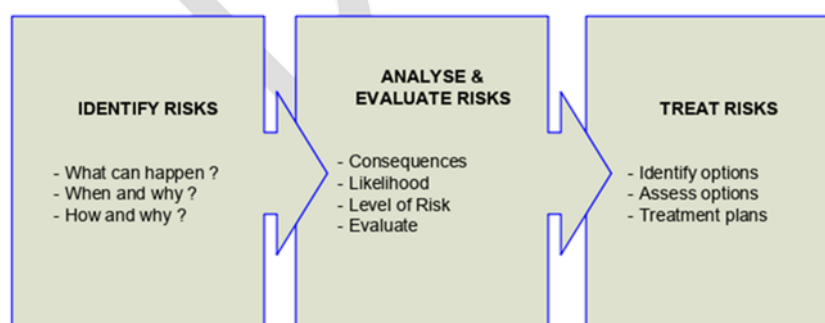 IDENTIFY RISKS
- What can happen ?
- When and why ?
- How and why ?
ANALYSE &
EVALUATE RISKS
- Consequences
- Likelihood
- Level of Risk
- Evaluate
TREAT RISKS
- Identify options
- Assess options
- Treatment plans